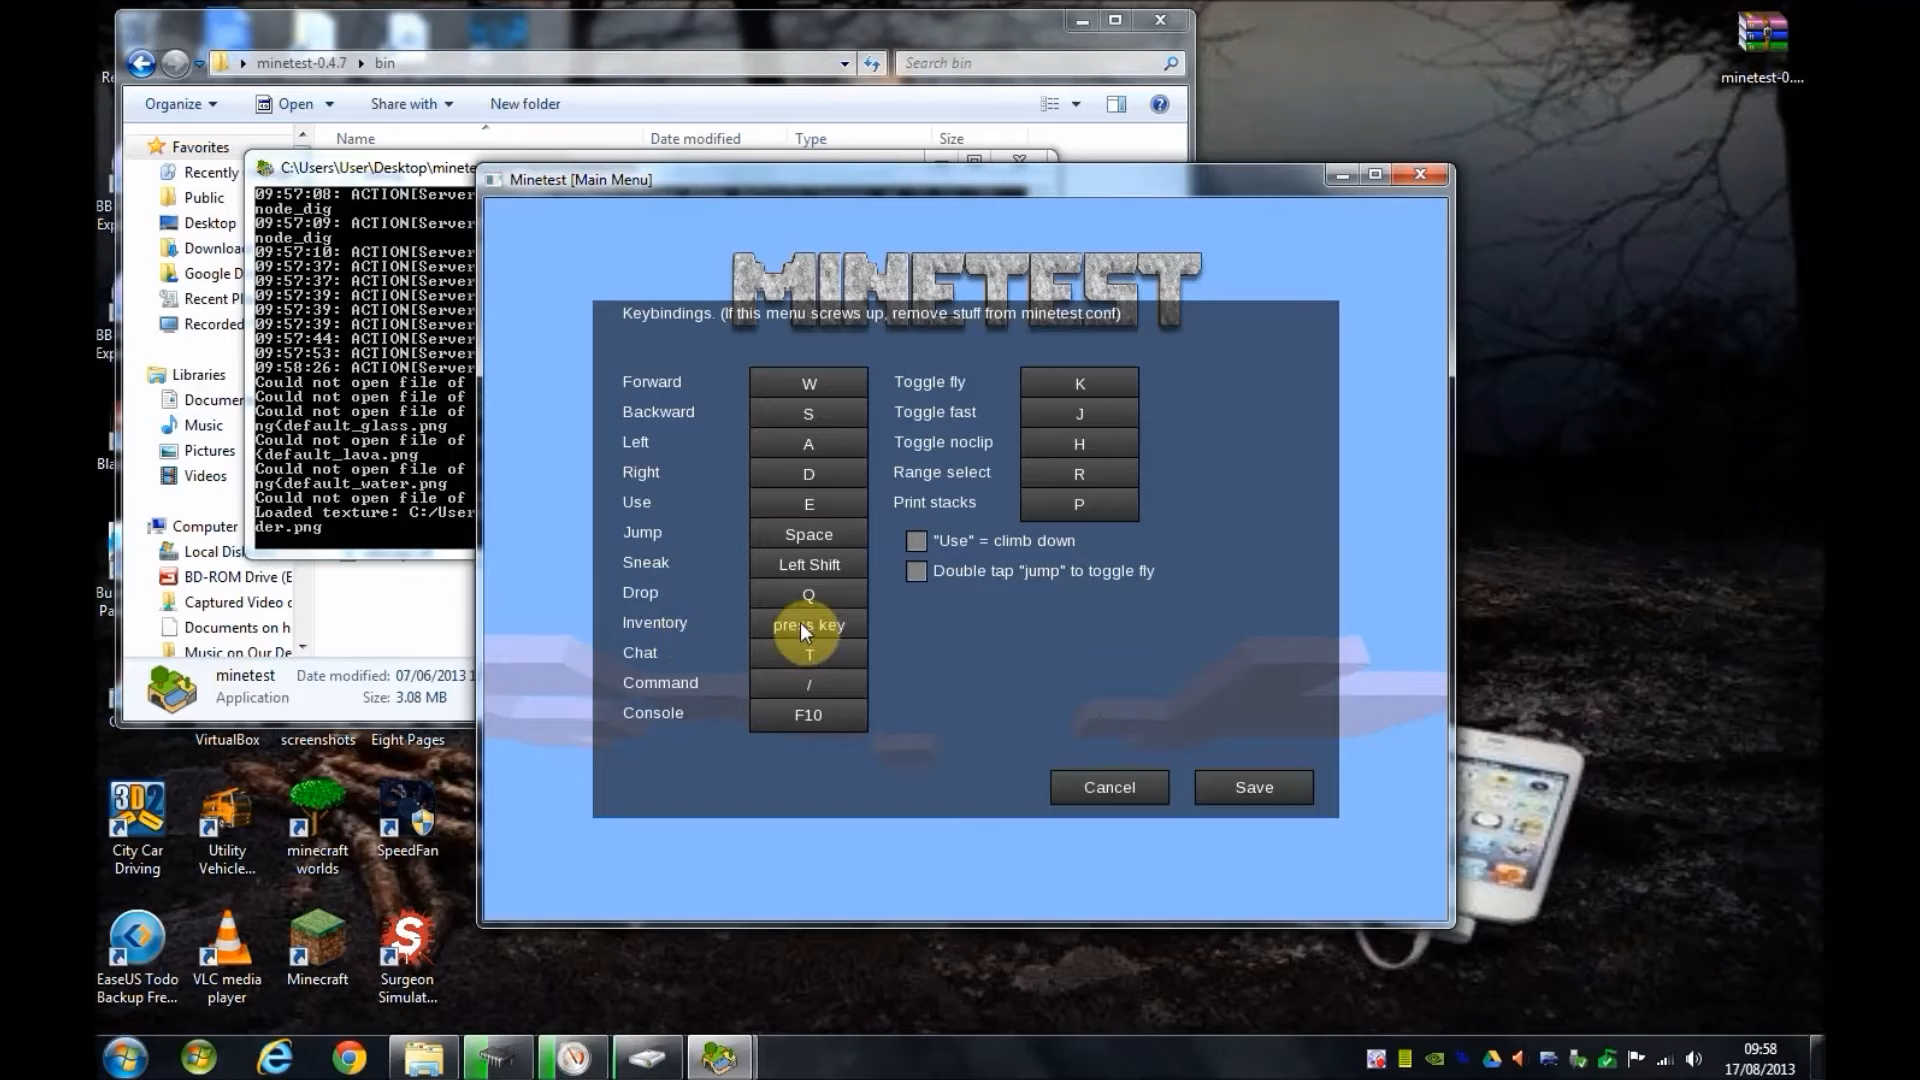 minetest-0.4.7 bin
Search bin
minetest-0....
Organize Open Share with New folder
Name Date modified Type Size
Favorites
Recently
Public
Desktop
Downloa
Google D
Recent Pl
Recorded
Libraries
Documer
Music
Pictures
Videos
Computer
Local Disl
BD-ROM Drive (E
Captured Video c
Documents on h
Music on Our De
minetest Date modified: 07/06/2013 1
Application Size: 3.08 MB
C:\Users\User\Desktop\minete
09:57:08: ACTION[Server
node_dig
09:57:09: ACTION[Server
node_dig
09:57:10: ACTION[Server
09:57:37: ACTION[Server
09:57:37: ACTION[Server
09:57:39: ACTION[Server
09:57:39: ACTION[Server
09:57:39: ACTION[Server
09:57:44: ACTION[Server
09:57:53: ACTION[Server
09:58:26: ACTION[Server
Could not open file of
Could not open file of
Could not open file of
ng{default_glass.png
Could not open file of
{default_lava.png
Could not open file of
ng{default_water.png
Could not open file of
Loaded texture: C:/User
der.png
Minetest [Main Menu]
MINETEST
Keybindings. (If this menu screws up, remove stuff from minetest.conf)
Forward W
Backward S
Left A
Right D
Use E
Jump Space
Sneak Left Shift
Drop Q
Inventory press key
Chat T
Command /
Console F10
Toggle fly K
Toggle fast J
Toggle noclip H
Range select R
Print stacks P
"Use" = climb down
Double tap "jump" to toggle fly
Cancel Save
VirtualBox screenshots Eight Pages
3D2
City Car
Driving
Utility
Vehicle...
minecraft
worlds
SpeedFan
EaseUS Todo
Backup Fre...
VLC media
player
Minecraft
S
Surgeon
Simulat...
09:58
17/08/2013